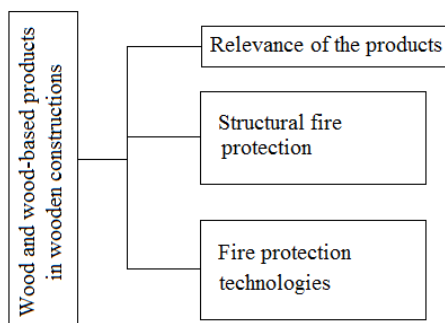 Wood and wood-based products
in wooden constructions
Relevance of the products
Structural fire
protection
Fire protection
technologies